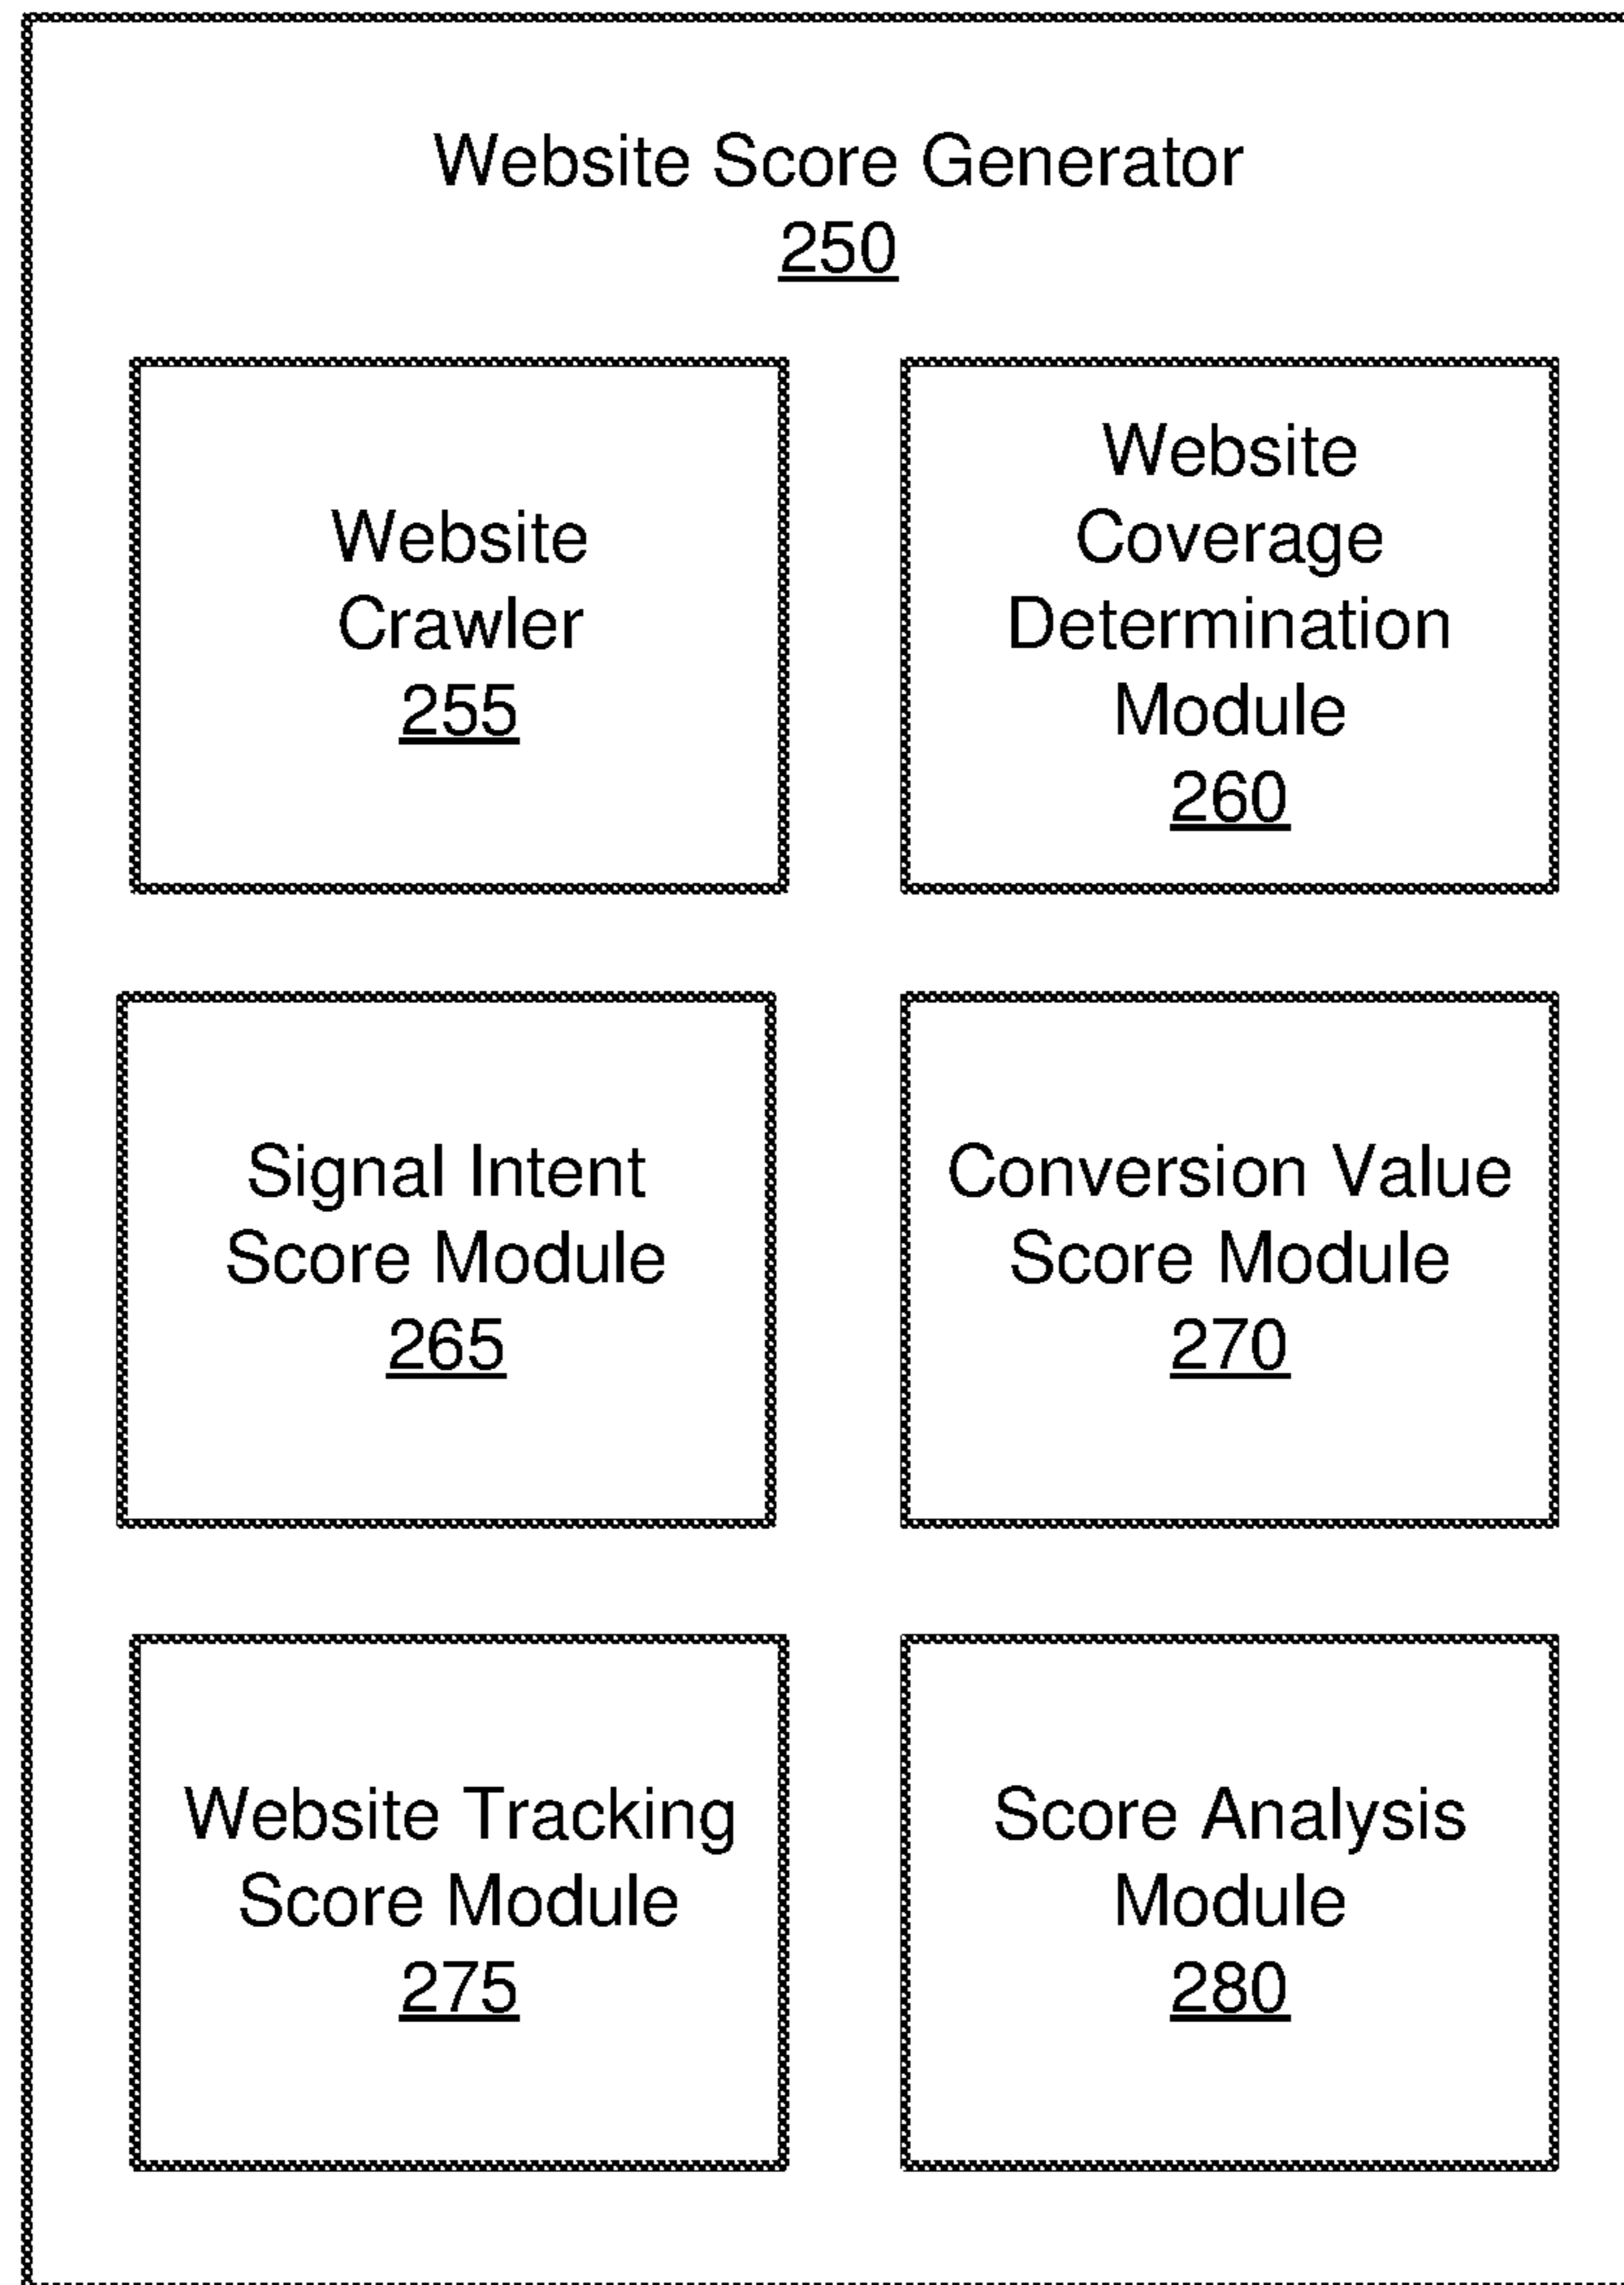 Website Score Generator
250
Website
Crawler
255
Website
Coverage
Determination
Module
260
Signal Intent
Score Module
265
Conversion Value
Score Module
270
Website Tracking
Score Module
275
Score Analysis
Module
280